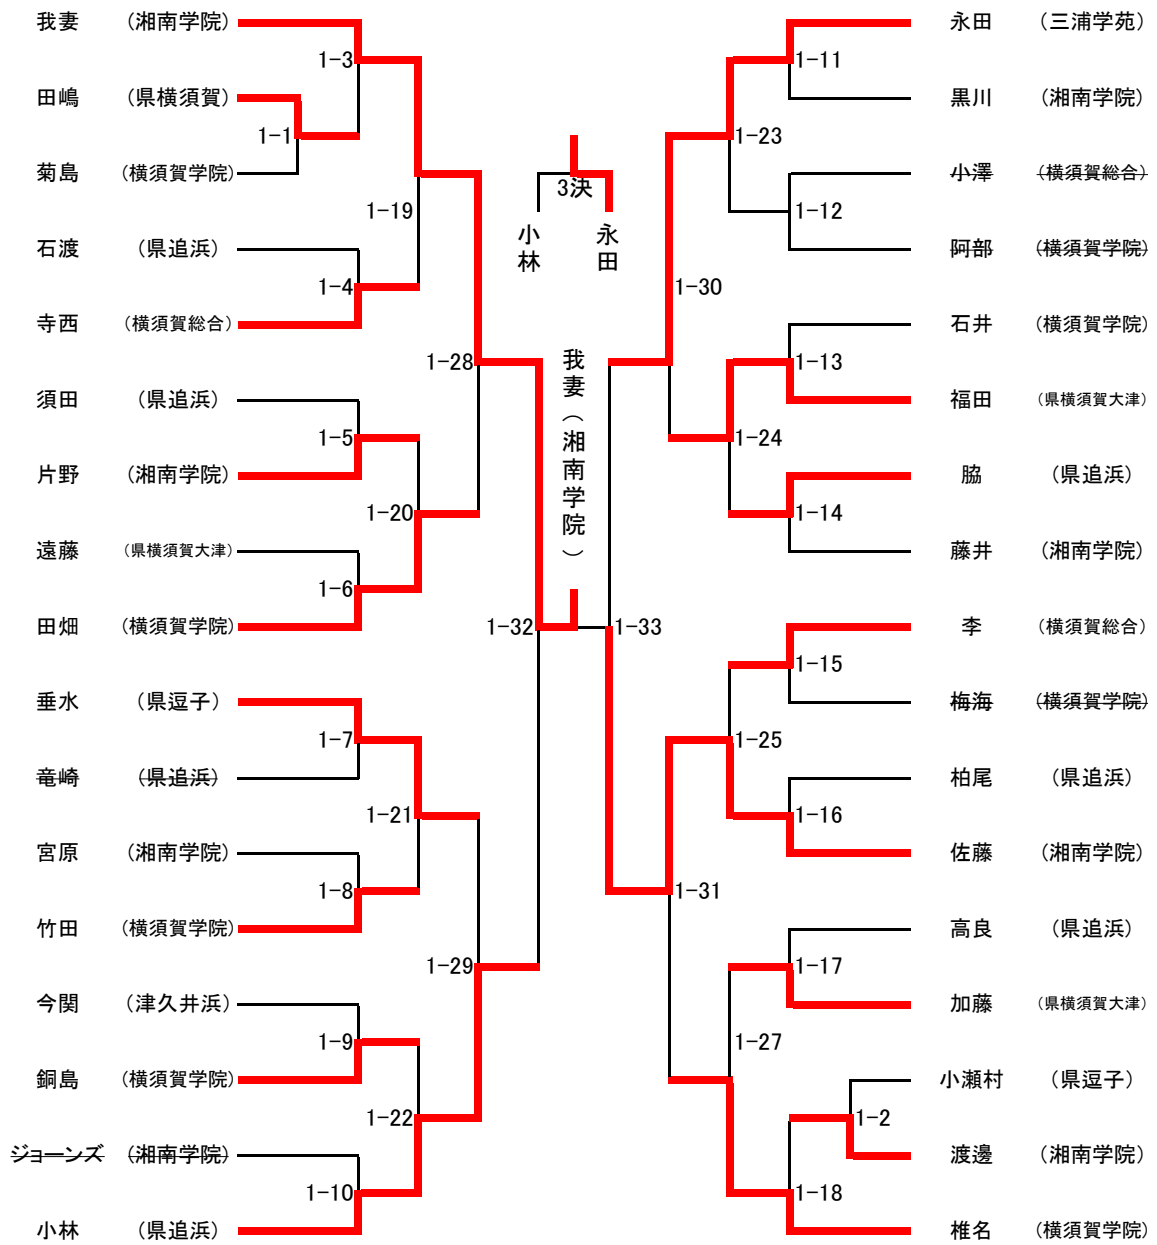 我妻 （湘南学院）
1-3
田嶋 （県横須賀）
1-1
菊島 （横須賀学院）
1-19
石渡 （県追浜）
1-4
寺西 （横須賀総合）
1-28
須田 （県追浜）
1-5
片野 （湘南学院）
1-20
遠藤 （県横須賀大津）
1-6
田畑 （横須賀学院）
1-32
垂水 （県逗子）
1-7
竜崎 （県追浜）
1-21
宮原 （湘南学院）
1-8
竹田 （横須賀学院）
1-29
今関 （津久井浜）
1-9
銅島 （横須賀学院）
1-22
ジョーンズ （湘南学院）
1-10
小林 （県追浜）
3決
小林
永田
我妻（湘南学院）
永田 （三浦学苑）
1-11
黒川 （湘南学院）
1-23
小澤 （横須賀総合）
1-12
阿部 （横須賀学院）
1-30
石井 （横須賀学院）
1-13
福田 （県横須賀大津）
1-24
脇 （県追浜）
1-14
藤井 （湘南学院）
1-33
李 （横須賀総合）
1-15
梅海 （横須賀学院）
1-25
柏尾 （県追浜）
1-16
佐藤 （湘南学院）
1-31
高良 （県追浜）
1-17
加藤 （県横須賀大津）
1-27
小瀬村 （県逗子）
1-2
渡邊 （湘南学院）
1-18
椎名 （横須賀学院）